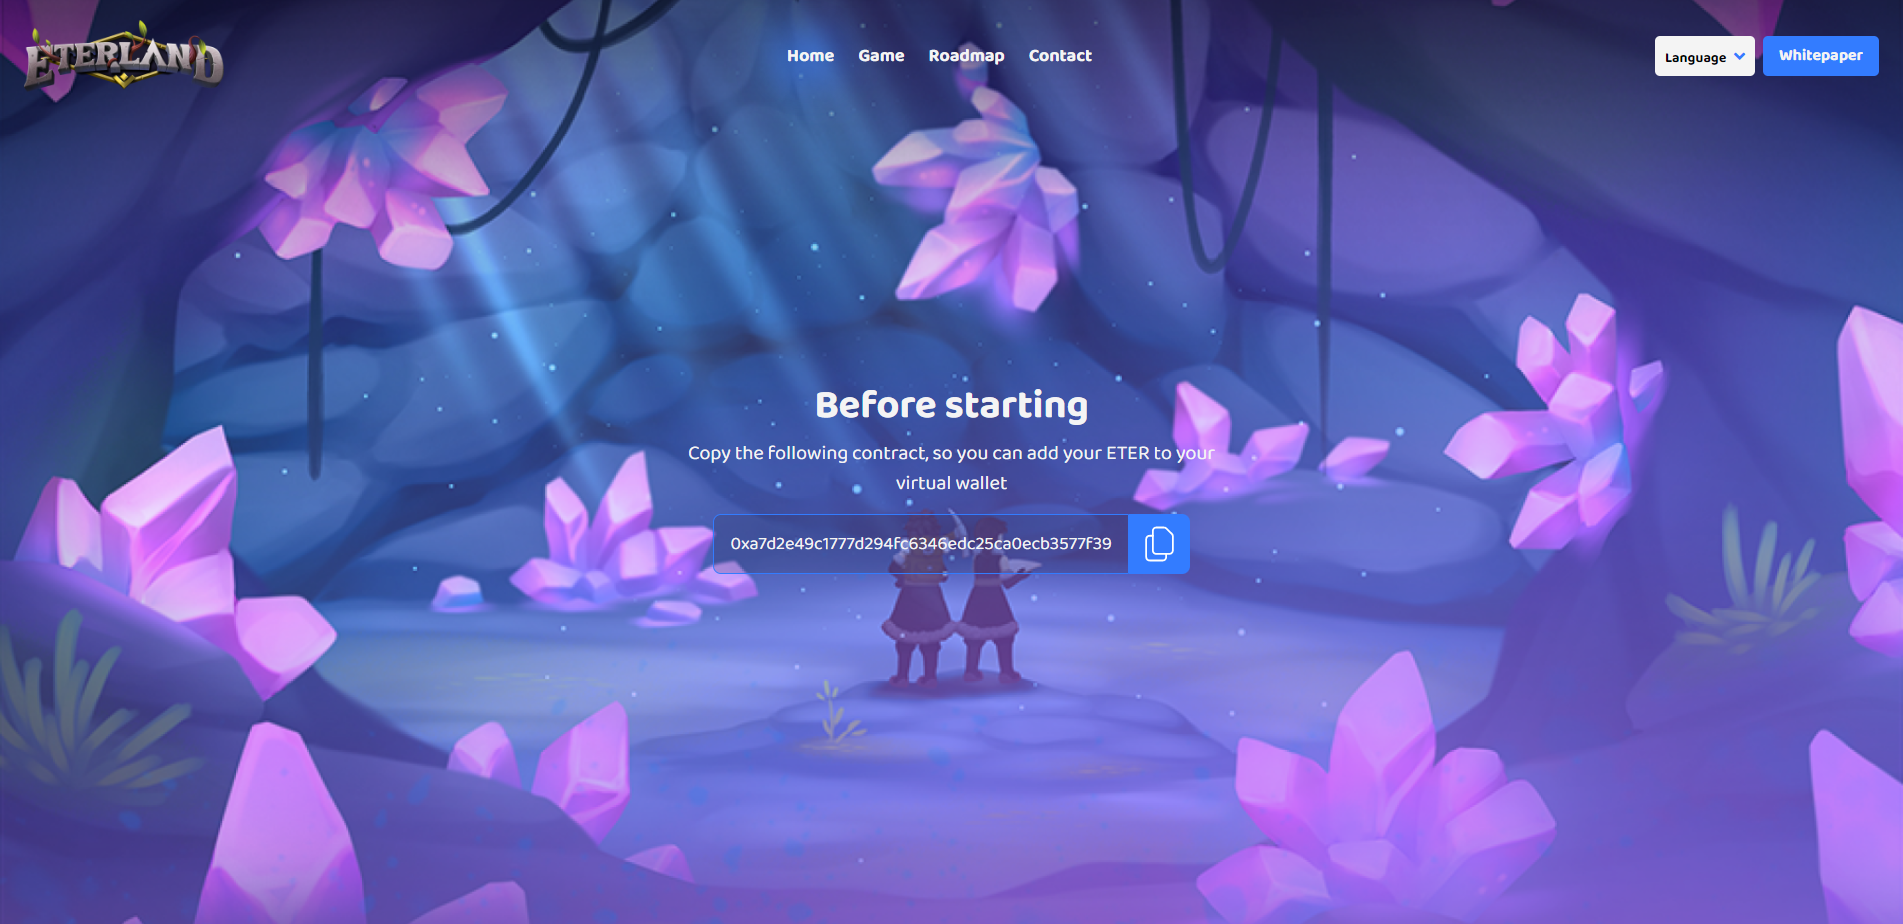 ETERLAND
Home Game Roadmap Contact
Language
Whitepaper
Before starting
Copy the following contract, so you can add your ETER to your
virtual wallet
0xa7d2e49c1777d294fc6346edc25ca0ecb3577f39